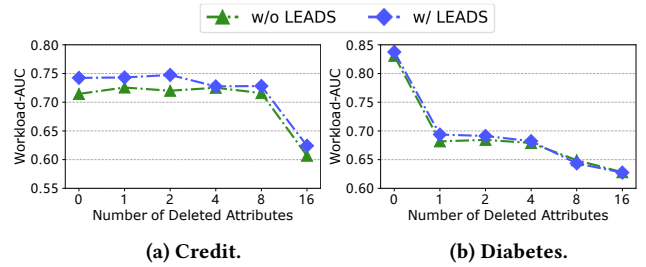 w/o LEADS w/ LEADS
Workload-AUC
0.80
0.75
0.70
0.65
0.60
0.55
0 1 2 4 8 16
Number of Deleted Attributes
(a) Credit.
Workload-AUC
0.85
0.80
0.75
0.70
0.65
0.60
0 1 2 4 8 16
Number of Deleted Attributes
(b) Diabetes.